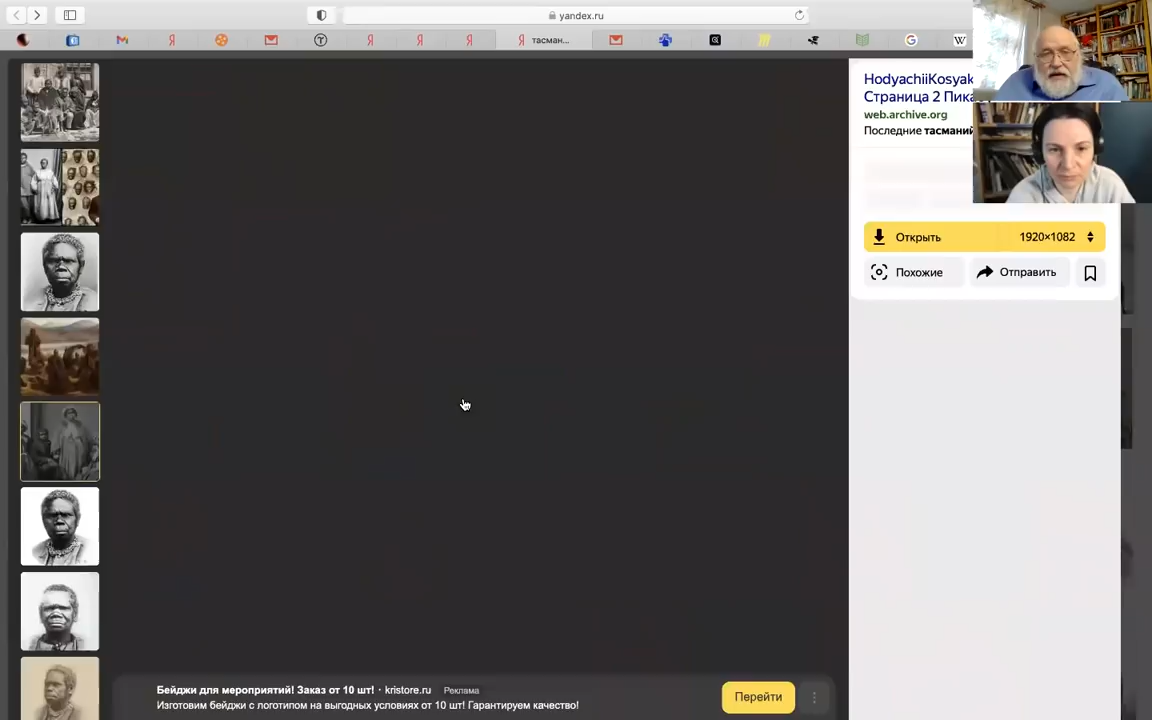 yandex.ru
тасман...
HodyachiiKosyak
Страница 2 Пика
web.archive.org
Последние тасманий
Открыть 1920×1082
Похожие Отправить
Бейджи для мероприятий! Заказ от 10 шт! · kristore.ru Реклама
Изготовим бейджи с логотипом на выгодных условиях от 10 шт! Гарантируем качество!
Перейти